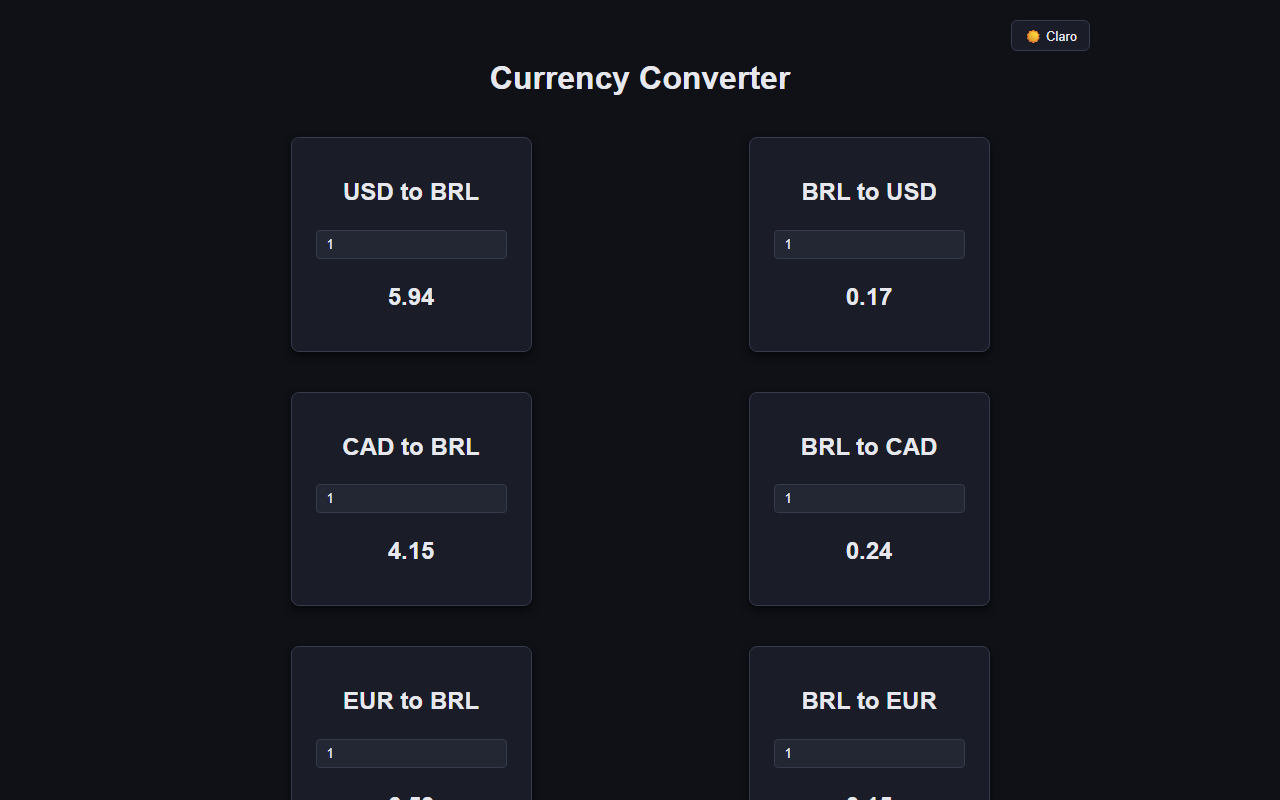 Claro
Currency Converter
USD to BRL
1
5.94
BRL to USD
1
0.17
CAD to BRL
1
4.15
BRL to CAD
1
0.24
EUR to BRL
1
BRL to EUR
1